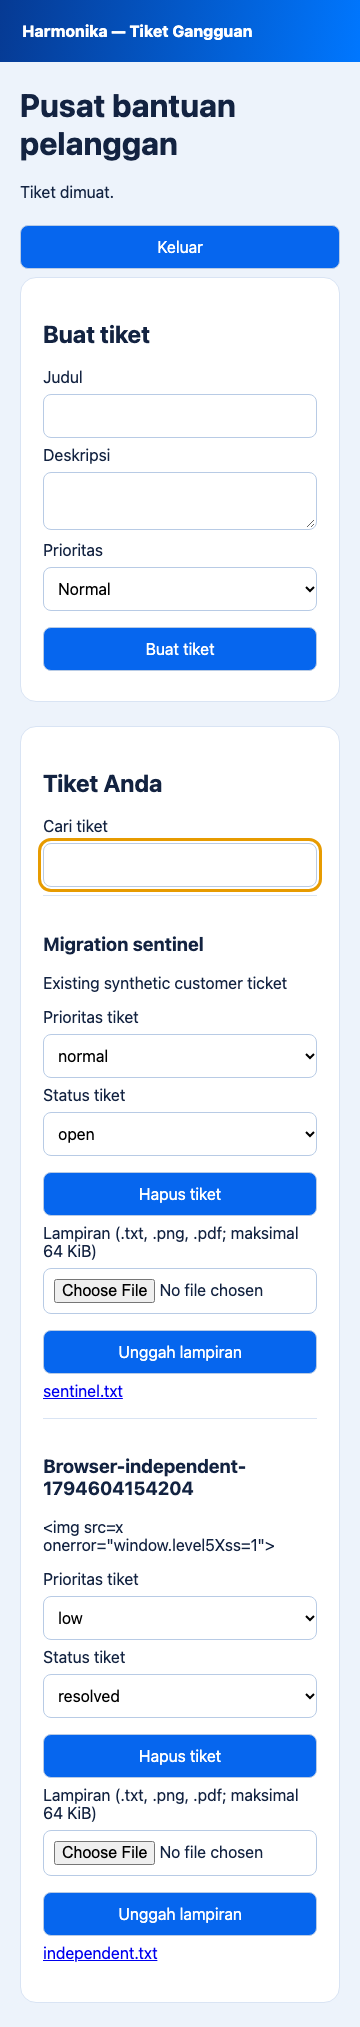 Harmonika — Tiket Gangguan
Pusat bantuan
pelanggan
Tiket dimuat.
Keluar
Buat tiket
Judul
Deskripsi
Prioritas
Normal
Buat tiket
Tiket Anda
Cari tiket
Migration sentinel
Existing synthetic customer ticket
Prioritas tiket
normal
Status tiket
open
Hapus tiket
Lampiran (.txt, .png, .pdf; maksimal
64 KiB)
Choose File No file chosen
Unggah lampiran
sentinel.txt
Browser-independent-
1794604154204
<img src=x
onerror="window.level5Xss=1">
Prioritas tiket
low
Status tiket
resolved
Hapus tiket
Lampiran (.txt, .png, .pdf; maksimal
64 KiB)
Choose File No file chosen
Unggah lampiran
independent.txt